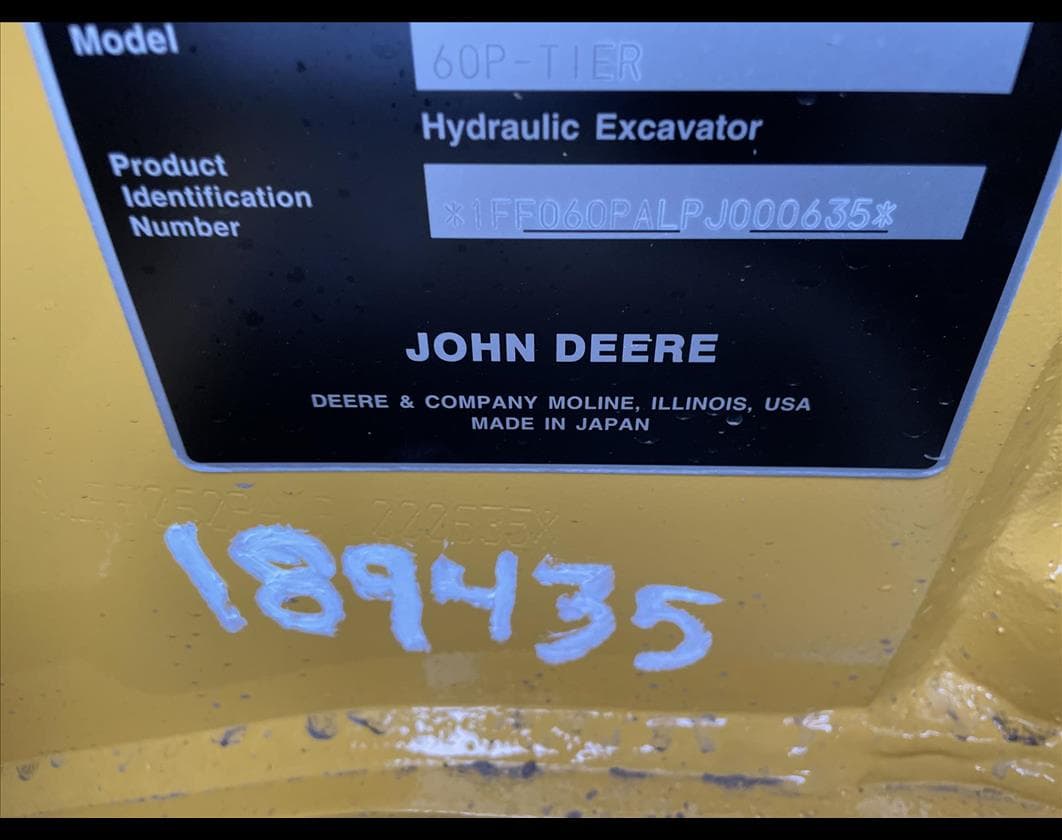 Model 60P-TIER
Hydraulic Excavator
Product
Identification
Number
*1FF060PALPJ000635*
JOHN DEERE
DEERE & COMPANY MOLINE, ILLINOIS, USA
MADE IN JAPAN
189435